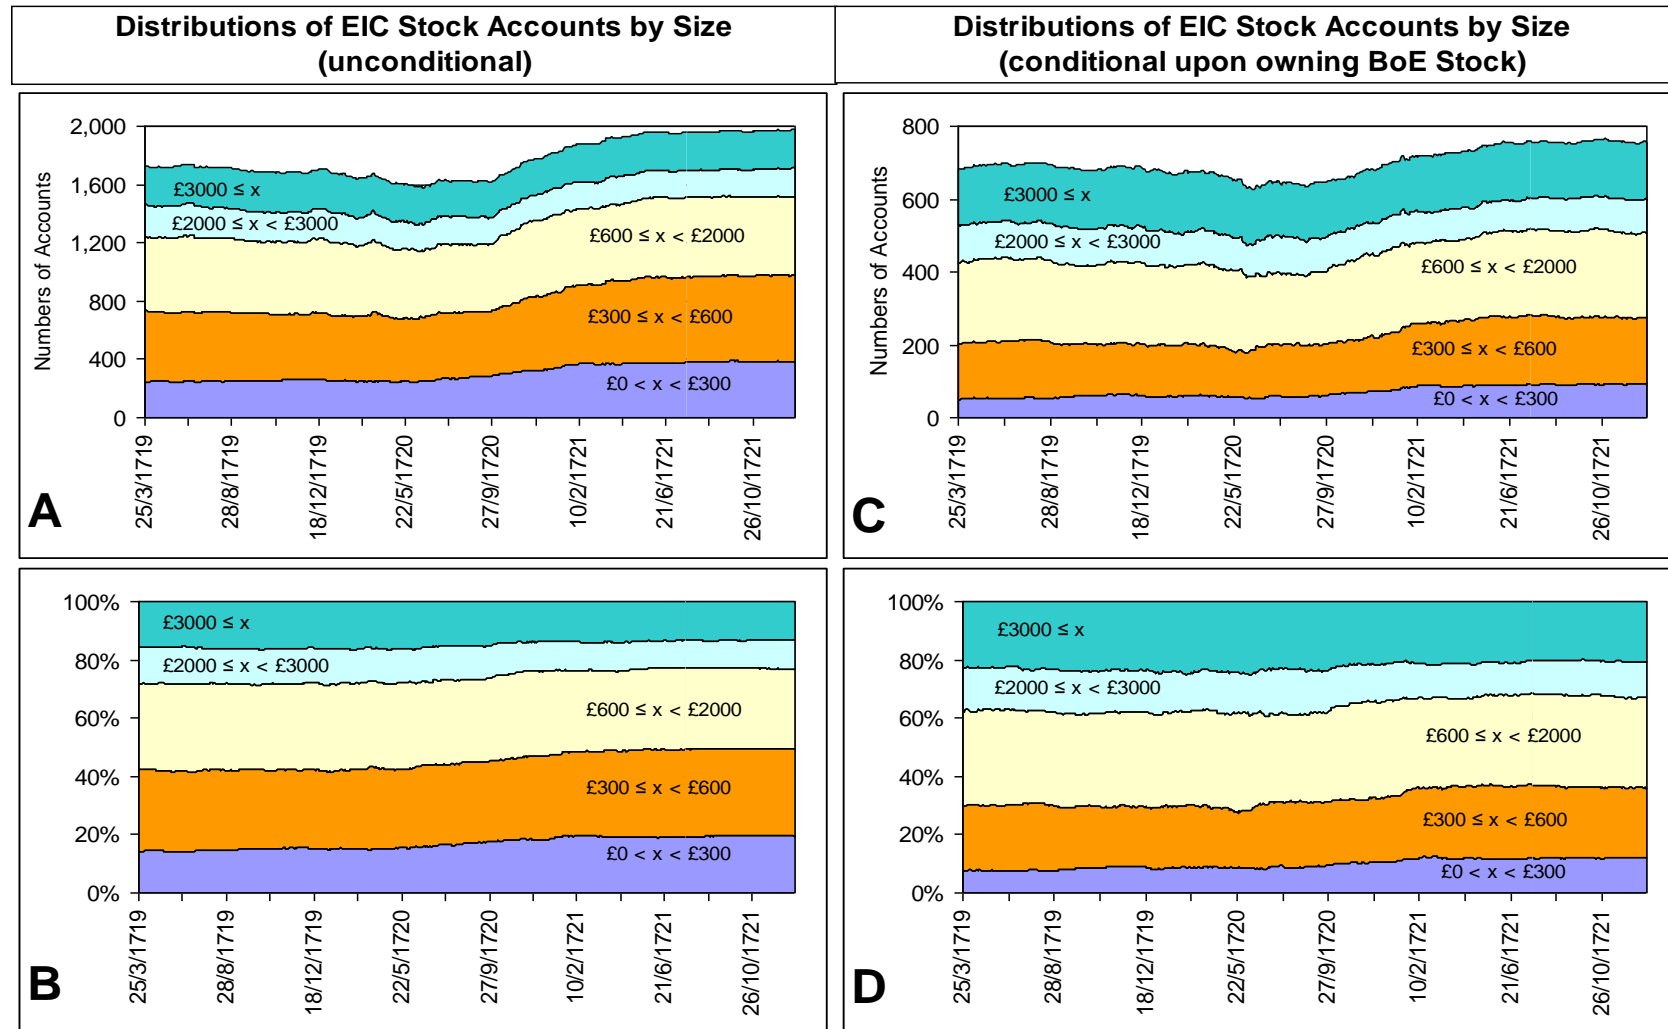 Distributions of EIC Stock Accounts by Size
(unconditional)
Distributions of EIC Stock Accounts by Size
(conditional upon owning BoE Stock)
Numbers of Accounts
2,000
1,600
1,200
800
400
0
£3000 ≤ x
£2000 ≤ x < £3000
£600 ≤ x < £2000
£300 ≤ x < £600
£0 < x < £300
25/3/1719
28/8/1719
18/12/1719
22/5/1720
27/9/1720
10/2/1721
21/6/1721
26/10/1721
A
Numbers of Accounts
800
600
400
200
0
£3000 ≤ x
£2000 ≤ x < £3000
£600 ≤ x < £2000
£300 ≤ x < £600
£0 < x < £300
25/3/1719
28/8/1719
18/12/1719
22/5/1720
27/9/1720
10/2/1721
21/6/1721
26/10/1721
C
100%
80%
60%
40%
20%
0%
£3000 ≤ x
£2000 ≤ x < £3000
£600 ≤ x < £2000
£300 ≤ x < £600
£0 < x < £300
25/3/1719
28/8/1719
18/12/1719
22/5/1720
27/9/1720
10/2/1721
21/6/1721
26/10/1721
B
100%
80%
60%
40%
20%
0%
£3000 ≤ x
£2000 ≤ x < £3000
£600 ≤ x < £2000
£300 ≤ x < £600
£0 < x < £300
25/3/1719
28/8/1719
18/12/1719
22/5/1720
27/9/1720
10/2/1721
21/6/1721
26/10/1721
D